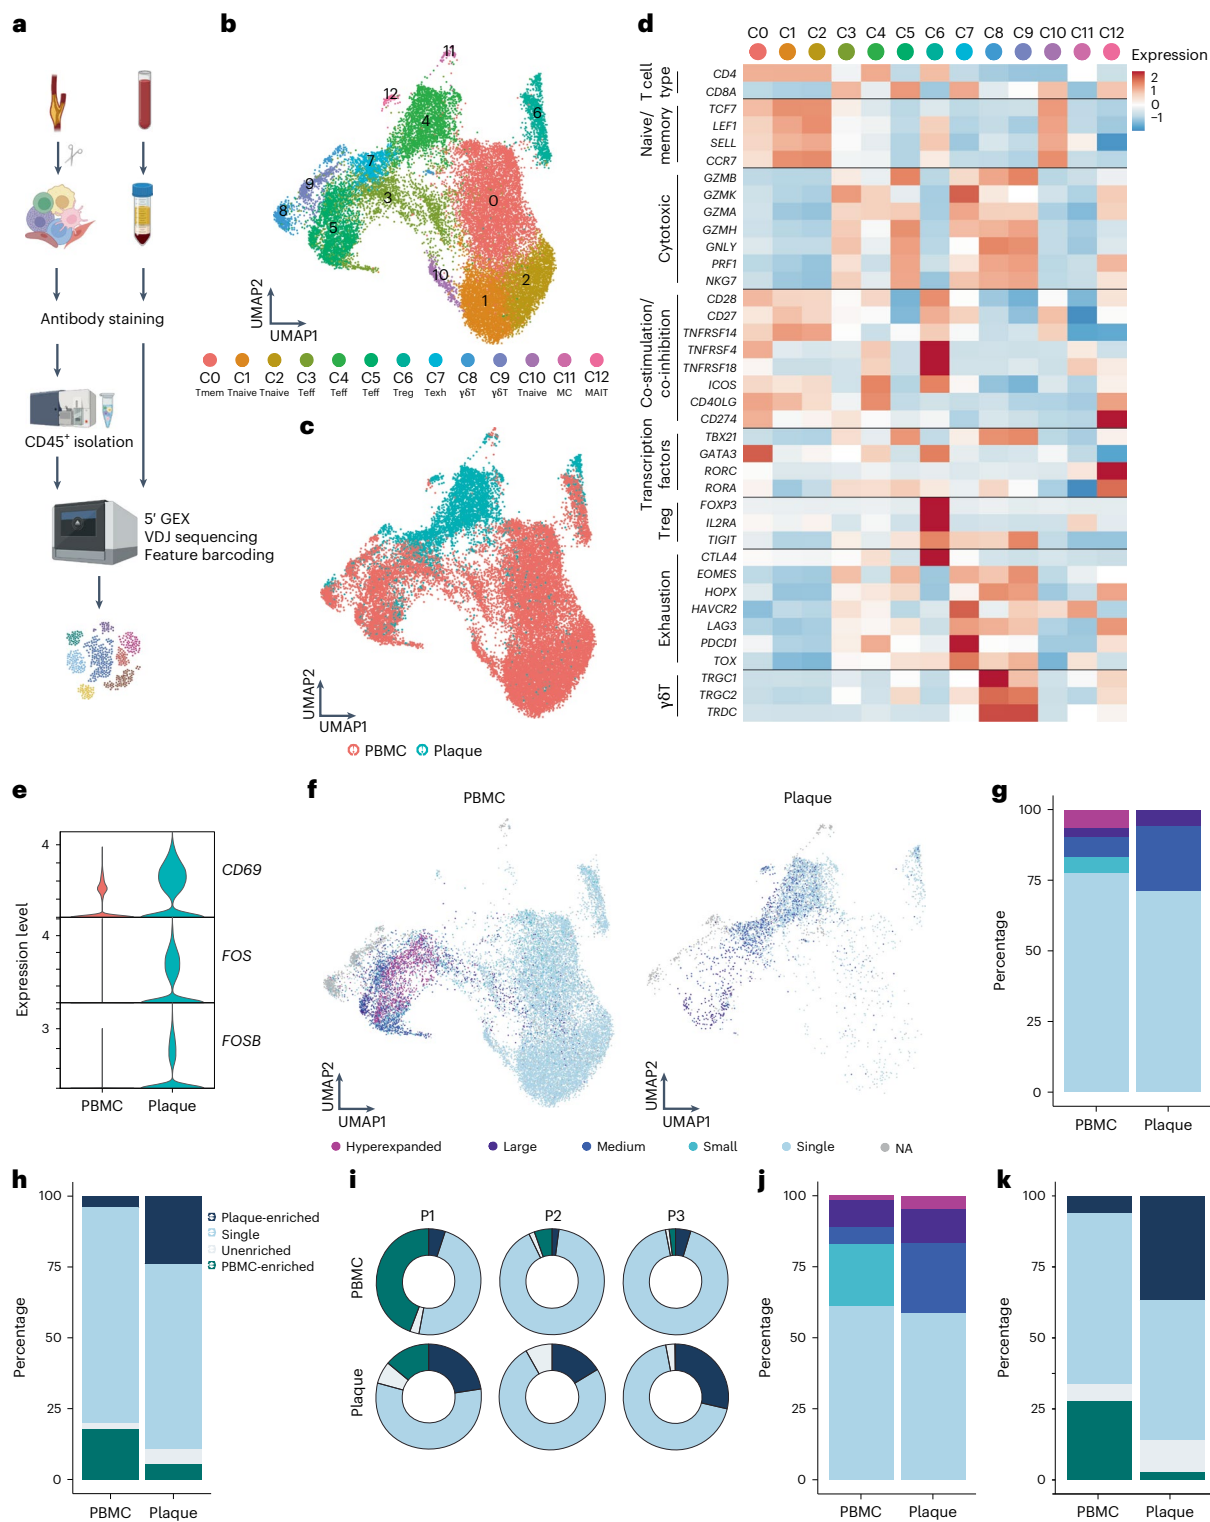 a
b
c
d
Antibody staining
CD45⁺ isolation
5′ GEX
VDJ sequencing
Feature barcoding
11
12
4
6
7
9
3
0
8
5
10
2
1
UMAP2
UMAP1
C0 C1 C2 C3 C4 C5 C6 C7 C8 C9 C10 C11 C12
Tmem Tnaive Tnaive Teff Teff Teff Treg Texh γδT γδT Tnaive MC MAIT
UMAP2
UMAP1
PBMC Plaque
C0 C1 C2 C3 C4 C5 C6 C7 C8 C9 C10 C11 C12
Expression
2
1
0
−1
T cell type
CD4
CD8A
Naive/memory
TCF7
LEF1
SELL
CCR7
Cytotoxic
GZMB
GZMK
GZMA
GZMH
GNLY
PRF1
NKG7
Co-stimulation/co-inhibition
CD28
CD27
TNFRSF14
TNFRSF4
TNFRSF18
ICOS
CD40LG
CD274
Transcription factors
TBX21
GATA3
RORC
RORA
Treg
FOXP3
IL2RA
TIGIT
Exhaustion
CTLA4
EOMES
HOPX
HAVCR2
LAG3
PDCD1
TOX
γδT
TRGC1
TRGC2
TRDC
e
Expression level
4
CD69
4
FOS
3
FOSB
PBMC Plaque
f
PBMC Plaque
UMAP2
UMAP1
UMAP2
UMAP1
Hyperexpanded Large Medium Small Single NA
g
Percentage
100
75
50
25
0
PBMC Plaque
h
Percentage
100
75
50
25
0
PBMC Plaque
Plaque-enriched
Single
Unenriched
PBMC-enriched
i
P1 P2 P3
PBMC
Plaque
j
Percentage
100
75
50
25
0
PBMC Plaque
k
Percentage
100
75
50
25
0
PBMC Plaque